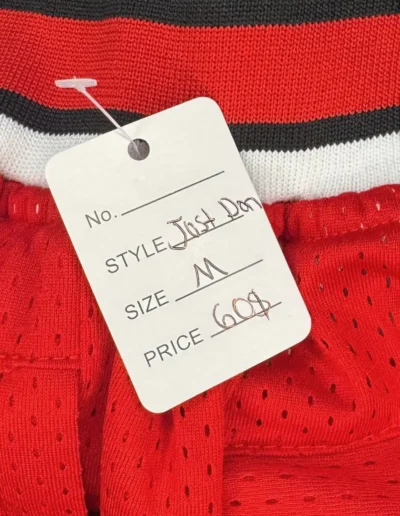 No.
STYLE Just Don
SIZE M
PRICE 60$